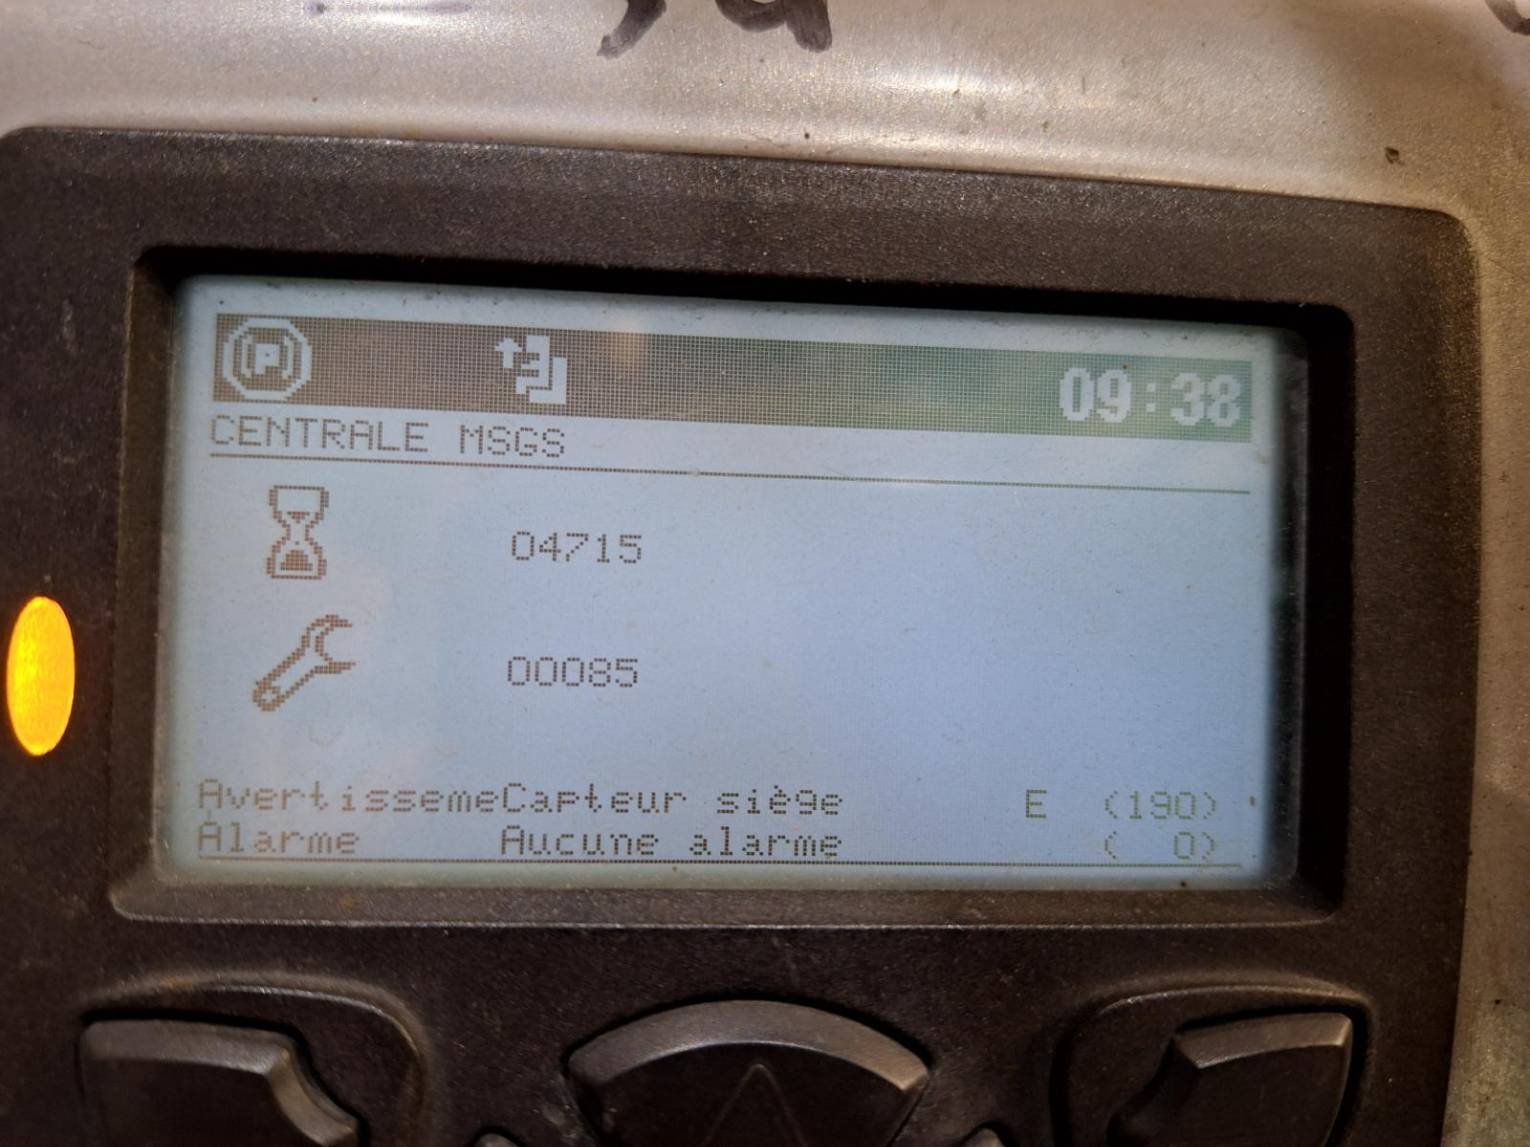 P 09:38
CENTRALE MSGS
04715
00085
AvertissemeCapteur siège E (190)
Alarme Aucune alarme ( 0)